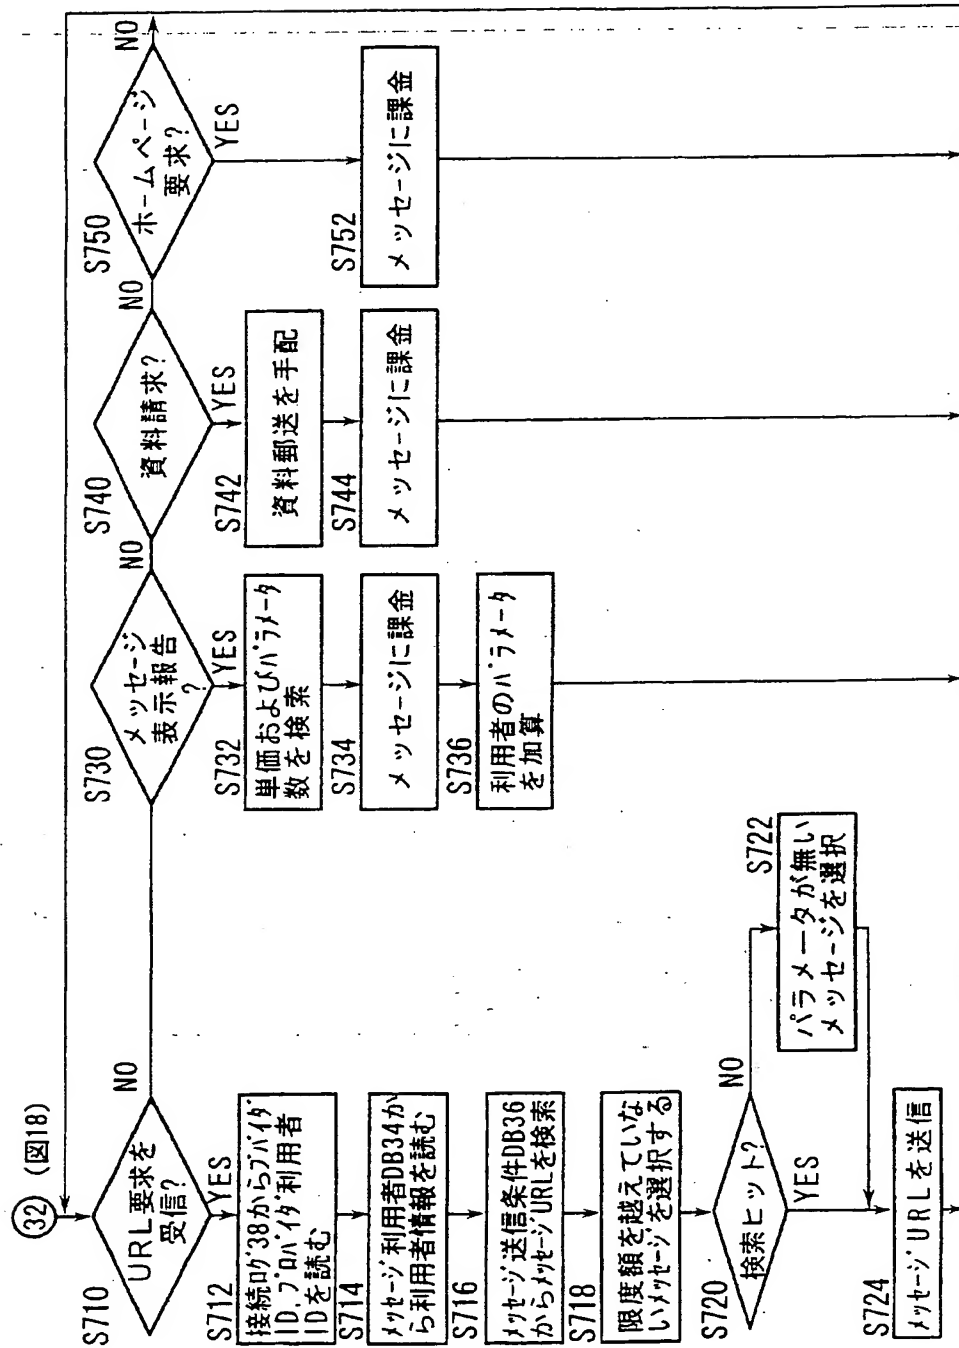 32 (図18)
S710
URL要求を
受信?
NO
YES
S712
接続ログ38からプバイダ
ID,プロバイダ利用者
IDを読む
S714
メッセージ利用者DB34か
ら利用者情報を読む
S716
メッセージ送信条件DB36
からメッセージURLを検索
S718
限度額を越えていな
いメッセージを選択する
S720
検索ヒット?
NO
YES
S722
パラメータが無い
メッセージを選択
S724
メッセージURLを送信
S730
メッセージ
表示報告
?
NO
YES
S732
単価およびパラメータ
数を検索
S734
メッセージに課金
S736
利用者のパラメータ
を加算
S740
資料請求?
NO
YES
S742
資料郵送を手配
S744
メッセージに課金
S750
ホームページ
要求?
NO
YES
S752
メッセージに課金